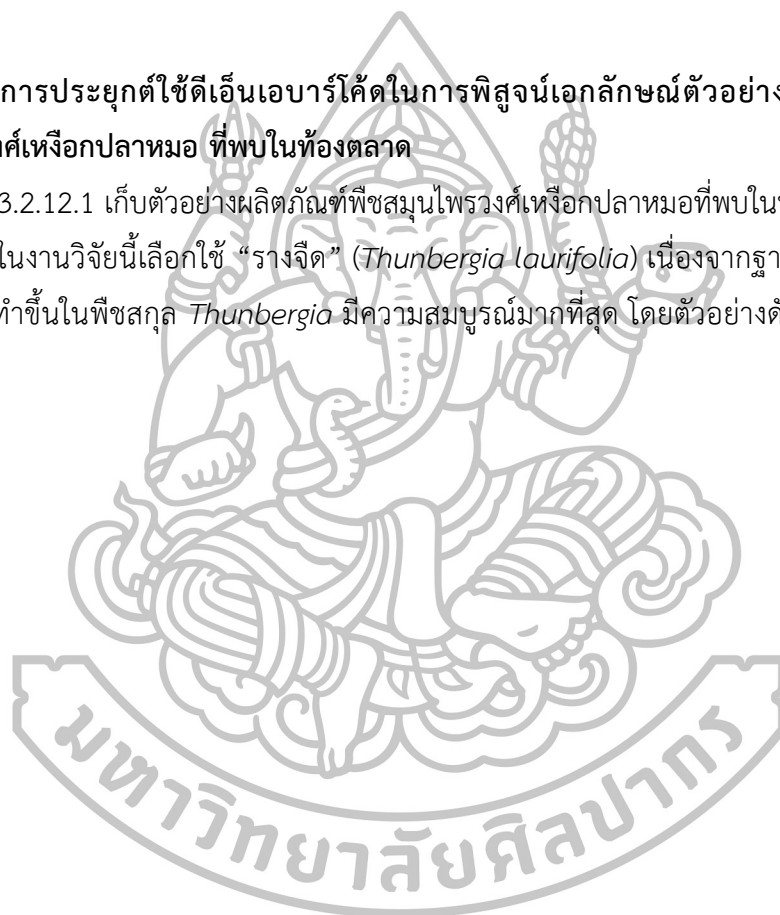 การประยุกต์ใช้ดีเอ็นเอบาร์โค้ดในการพิสูจน์เอกลักษณ์ตัวอย่าง
ศ์เหงือกปลาหมอ ที่พบในท้องตลาด
3.2.12.1 เก็บตัวอย่างผลิตภัณฑ์พืชสมุนไพรวงศ์เหงือกปลาหมอที่พบใน
ในงานวิจัยนี้เลือกใช้ “รางจืด” (Thunbergia laurifolia) เนื่องจากฐา
ทำขึ้นในพืชสกุล Thunbergia มีความสมบูรณ์มากที่สุด โดยตัวอย่างดั
มหาวิทยาลัยศิลปากร